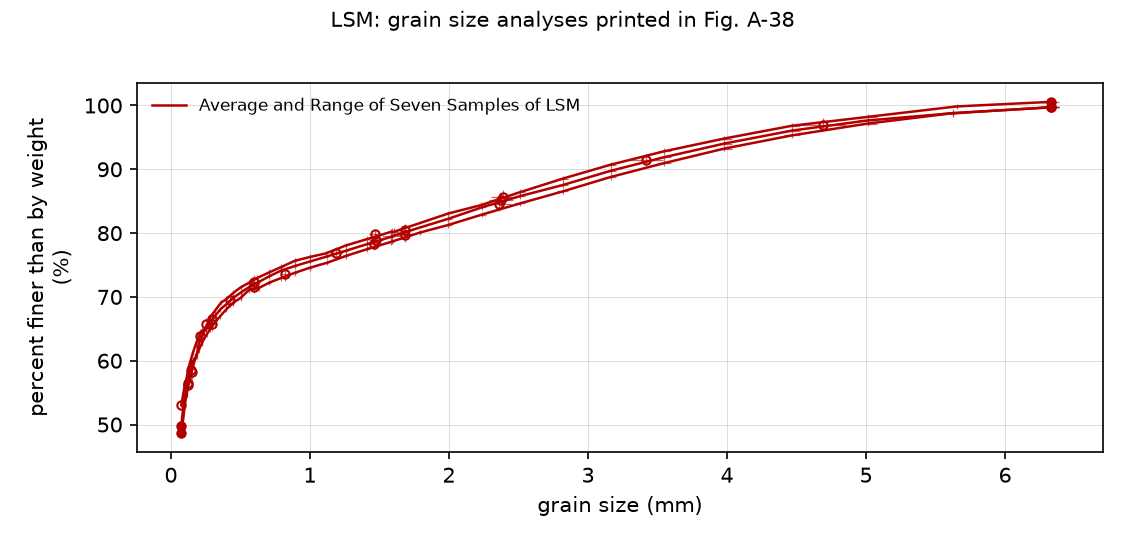 LSM: grain size analyses printed in Fig. A-38
Average and Range of Seven Samples of LSM
percent finer than by weight
(%)
100
90
80
70
60
50
0 1 2 3 4 5 6
grain size (mm)